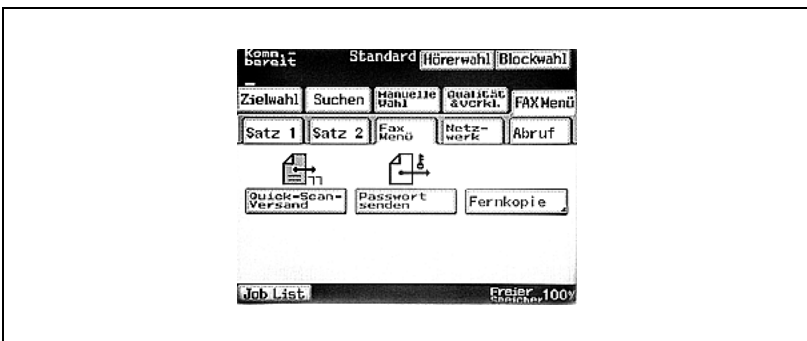 Komm.-
bereit
Standard Hörerwahl Blockwahl
Zielwahl Suchen Manuelle Wahl Qualität &verkl. FAX Menü
Satz 1 Satz 2 Fax Menü Netz-werk Abruf
Quick-Scan-Versand Passwort senden Fernkopie
Job List Freier Speicher 100%